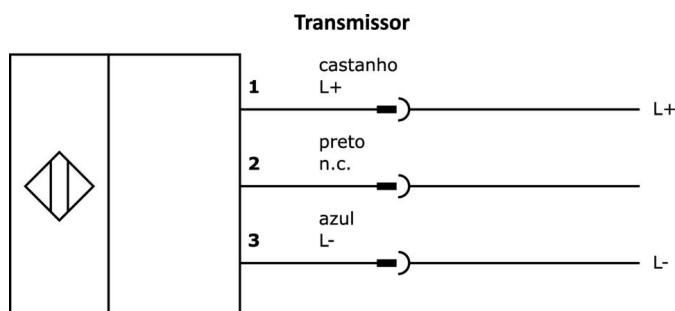 Transmissor
castanho
1 L+
L+
preto
2 n.c.
azul
3 L-
L-